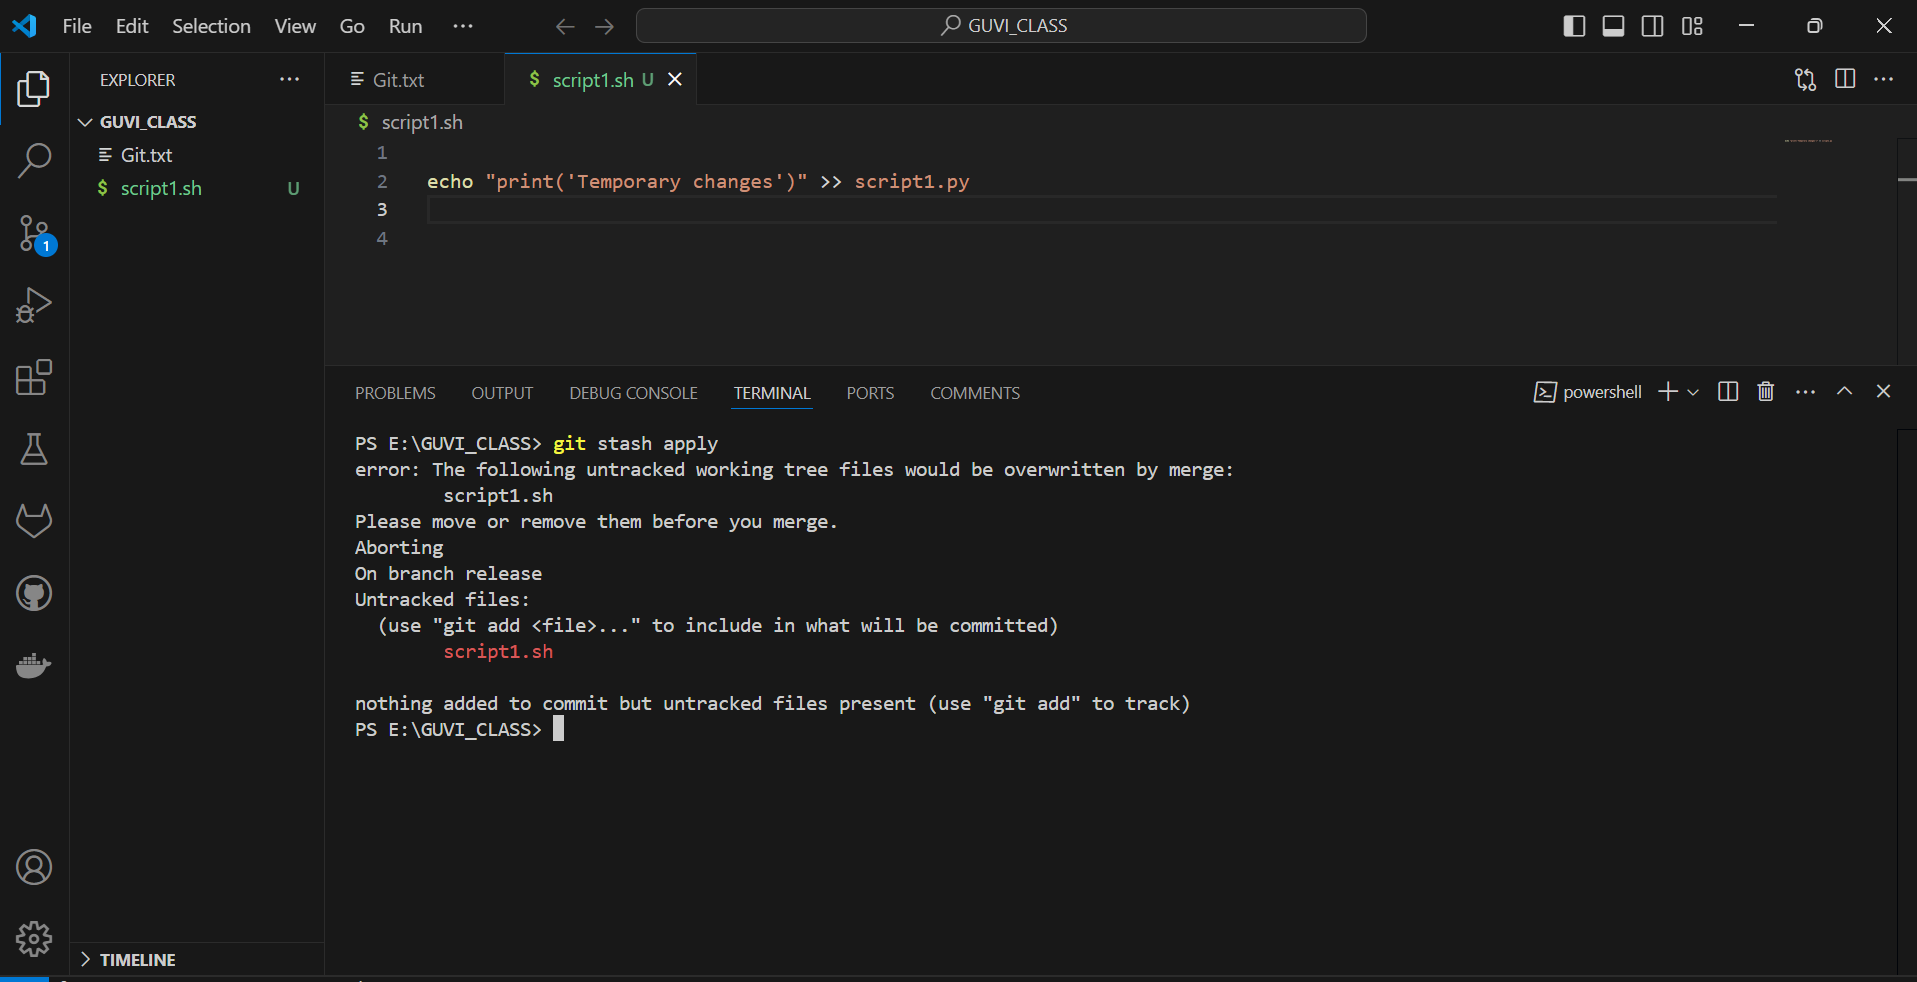 File Edit Selection View Go Run ···
GUVI_CLASS
EXPLORER ···
GUVI_CLASS
Git.txt
$ script1.sh U
TIMELINE
Git.txt
$ script1.sh U
$ script1.sh
1
2 echo "print('Temporary changes')" >> script1.py
3
4
1
PROBLEMS OUTPUT DEBUG CONSOLE TERMINAL PORTS COMMENTS
powershell
PS E:\GUVI_CLASS> git stash apply
error: The following untracked working tree files would be overwritten by merge:
script1.sh
Please move or remove them before you merge.
Aborting
On branch release
Untracked files:
(use "git add <file>..." to include in what will be committed)
script1.sh
nothing added to commit but untracked files present (use "git add" to track)
PS E:\GUVI_CLASS>